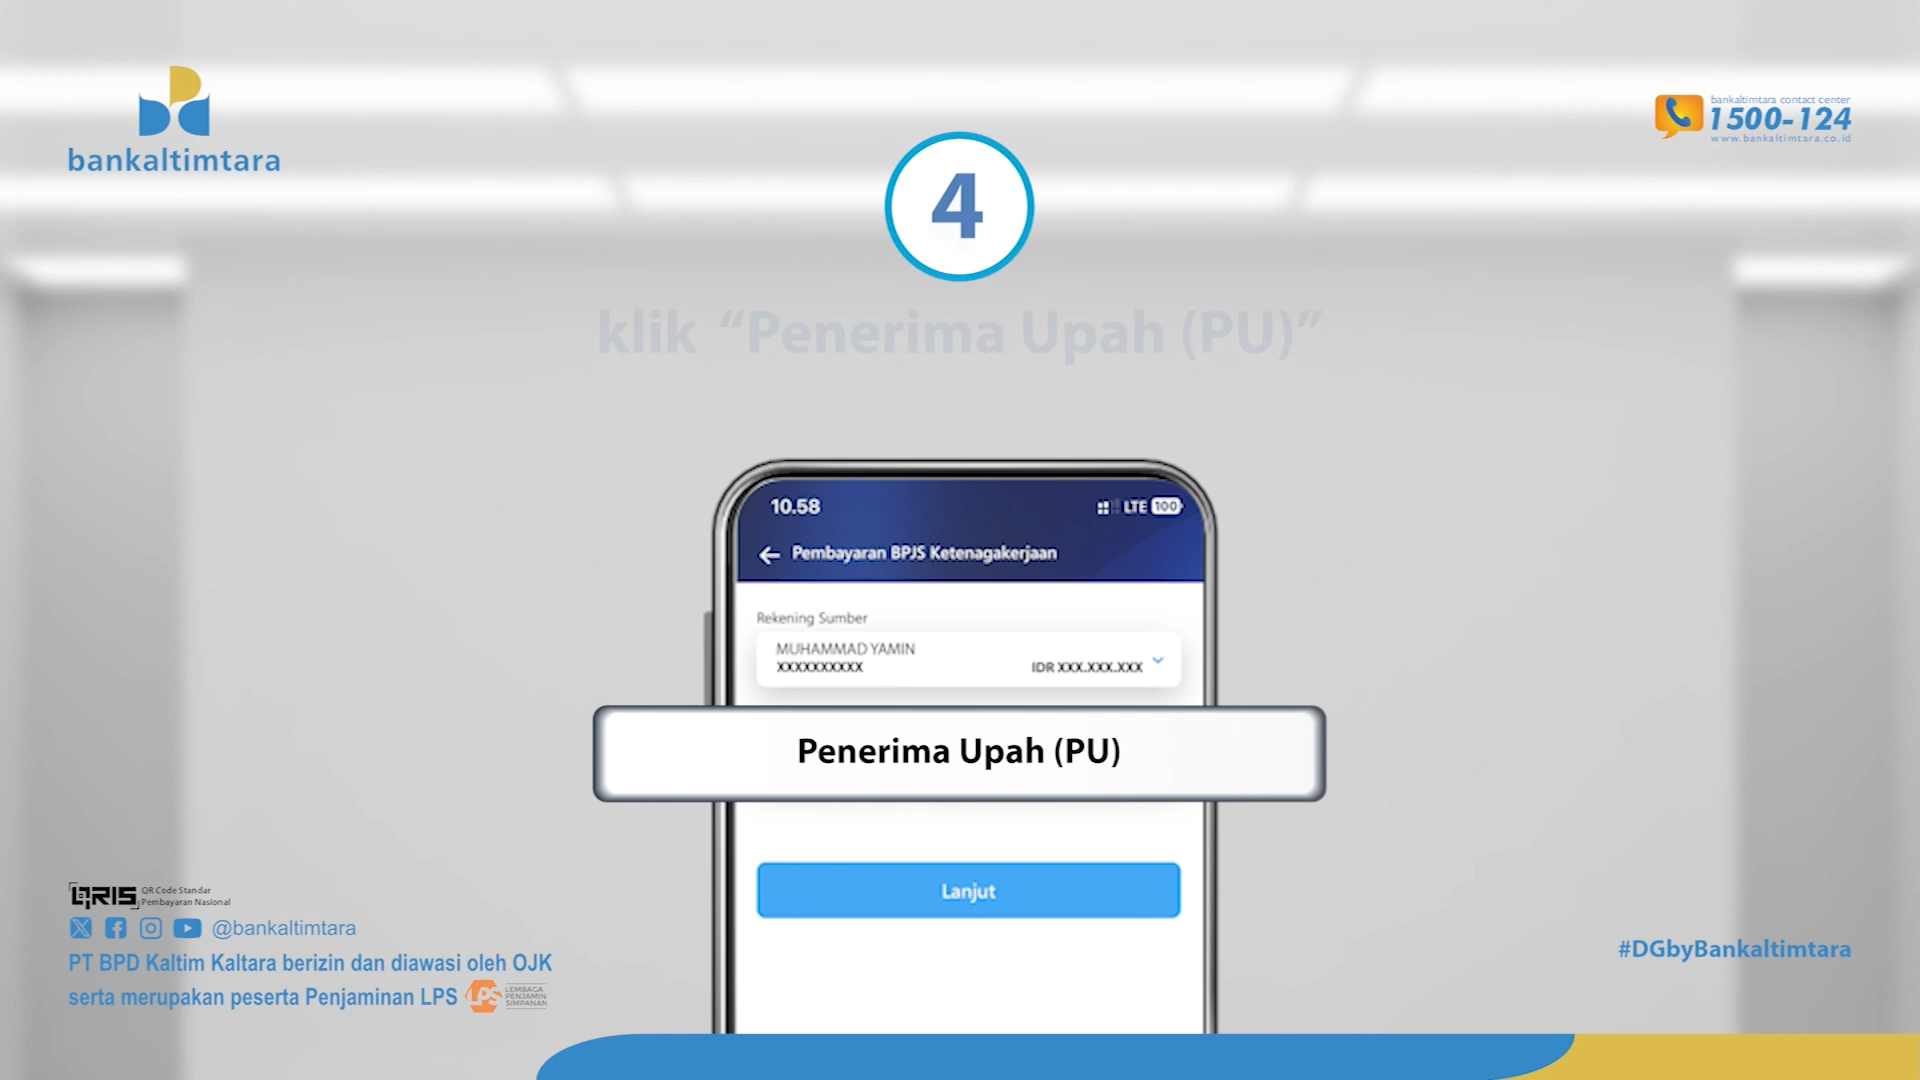 bankaltimtara
bankaltimtara contact center
1500-124
www.bankaltimtara.co.id
4
klik “Penerima Upah (PU)”
10.58
LTE 100
Pembayaran BPJS Ketenagakerjaan
Rekening Sumber
MUHAMMAD YAMIN
XXXXXXXXXX
IDR XXX.XXX.XXX
Penerima Upah (PU)
Lanjut
QRIS QR Code Standar
Pembayaran Nasional
@bankaltimtara
PT BPD Kaltim Kaltara berizin dan diawasi oleh OJK
serta merupakan peserta Penjaminan LPS
LPS LEMBAGA
PENJAMIN
SIMPANAN
#DGbyBankaltimtara